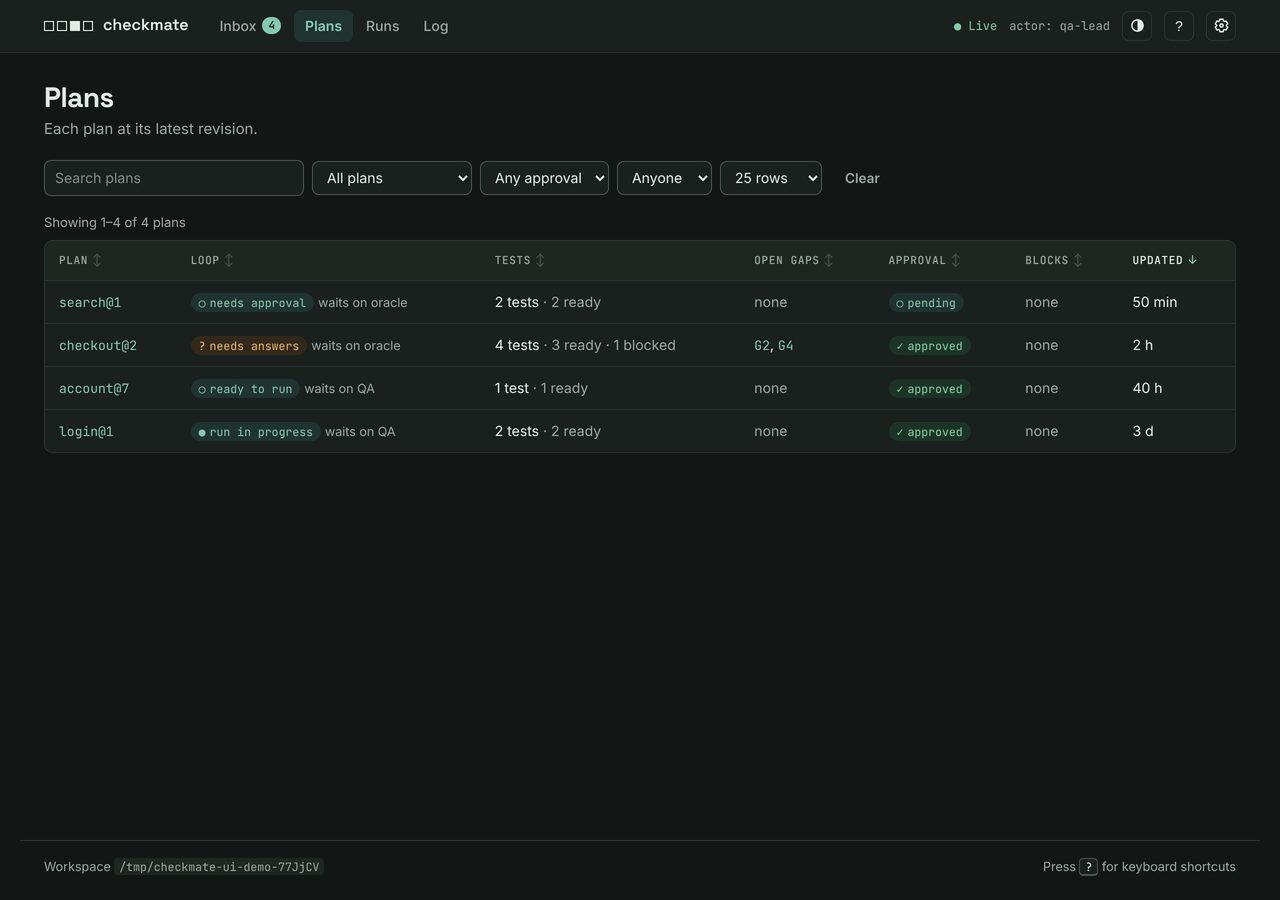 checkmate Inbox 4 Plans Runs Log ● Live actor: qa-lead ?
Plans
Each plan at its latest revision.
Search plans All plans Any approval Anyone 25 rows Clear
Showing 1–4 of 4 plans
PLAN LOOP TESTS OPEN GAPS APPROVAL BLOCKS UPDATED ↓
search@1 ○ needs approval waits on oracle 2 tests · 2 ready none ○ pending none 50 min
checkout@2 ? needs answers waits on oracle 4 tests · 3 ready · 1 blocked G2, G4 ✓ approved none 2 h
account@7 ○ ready to run waits on QA 1 test · 1 ready none ✓ approved none 40 h
login@1 ● run in progress waits on QA 2 tests · 2 ready none ✓ approved none 3 d
Workspace /tmp/checkmate-ui-demo-77JjCV Press ? for keyboard shortcuts